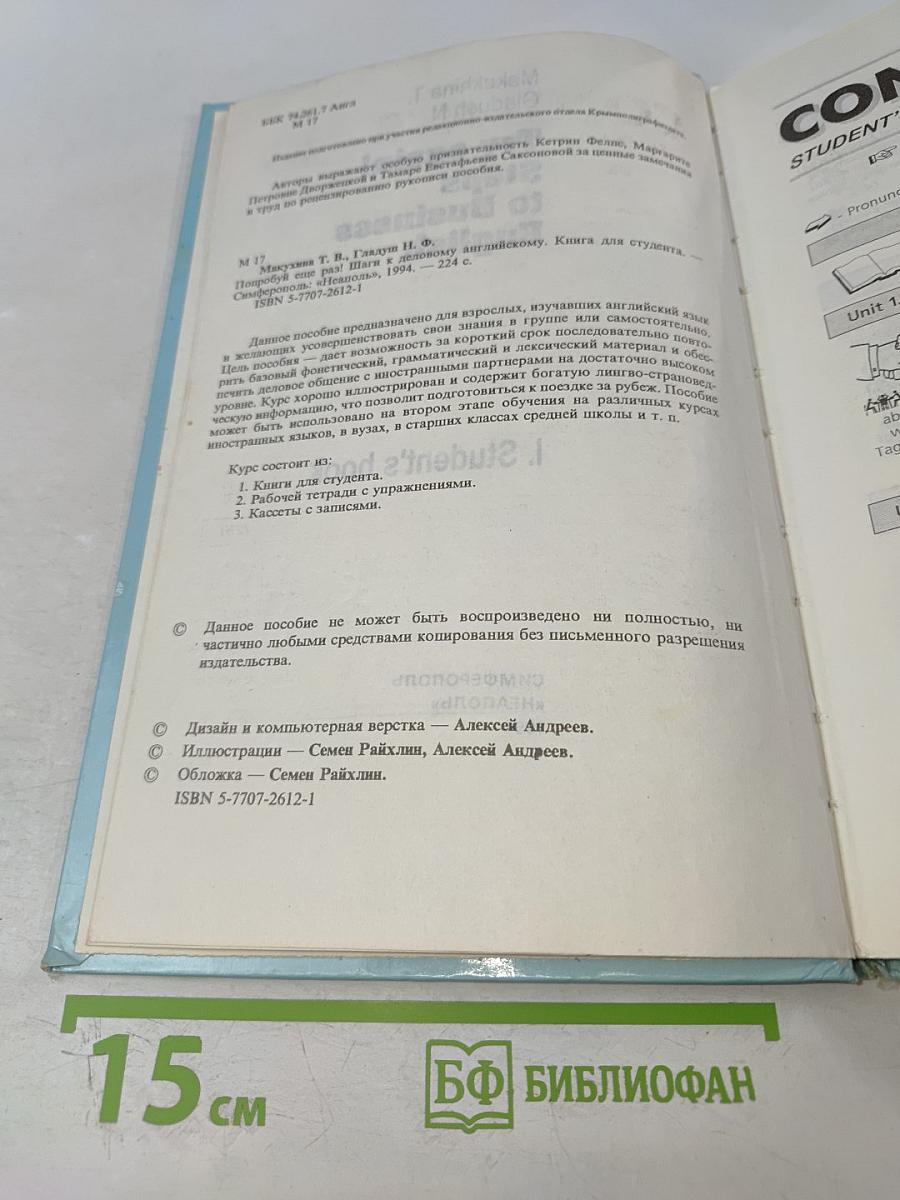 ББК 74.261.7 Англ
М 17
Издание подготовлено при участии редакционно-издательского отдела Крымполиграфиздата.
Авторы выражают особую признательность Кетрин Фелпс, Маргарите
Петровне Дворжецкой и Тамаре Евстафьевне Саксоновой за ценные замечания
и труд по рецензированию рукописи пособия.
М 17
Макухина Т. В., Гладуш Н. Ф.
Попробуй еще раз! Шаги к деловому английскому. Книга для студента. —
Симферополь: «Неаполь», 1994. — 224 с.
ISBN 5-7707-2612-1
Данное пособие предназначено для взрослых, изучавших английский язык
и желающих усовершенствовать свои знания в группе или самостоятельно.
Цель пособия — дает возможность за короткий срок последовательно повто-
рить базовый фонетический, грамматический и лексический материал и обес-
печить деловое общение с иностранными партнерами на достаточно высоком
уровне. Курс хорошо иллюстрирован и содержит богатую лингво-страновед-
ческую информацию, что позволит подготовиться к поездке за рубеж. Пособие
может быть использовано на втором этапе обучения на различных курсах
иностранных языков, в вузах, в старших классах средней школы и т. п.
Курс состоит из:
1. Книги для студента.
2. Рабочей тетради с упражнениями.
3. Кассеты с записями.
© Данное пособие не может быть воспроизведено ни полностью, ни
частично любыми средствами копирования без письменного разрешения
издательства.
© Дизайн и компьютерная верстка — Алексей Андреев.
© Иллюстрации — Семен Райхлин, Алексей Андреев.
© Обложка — Семен Райхлин.
ISBN 5-7707-2612-1
CON
STUDENT'
- Pronunc
Unit 1.
ab
w
Tag
15 см
БФ БИБЛИОФАН